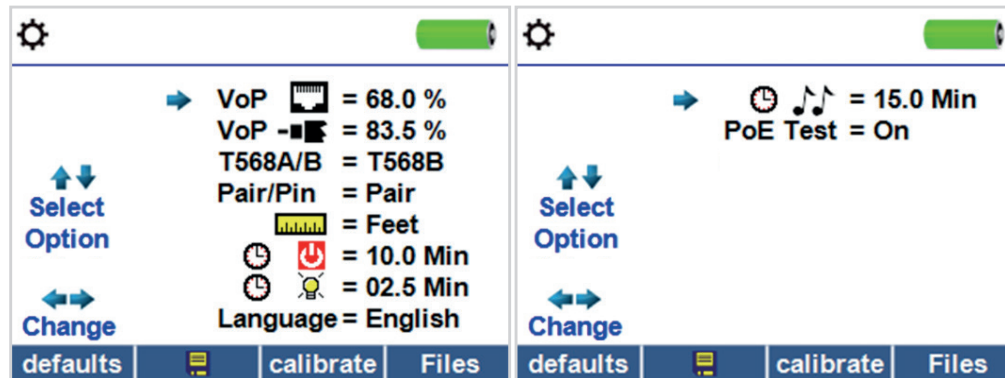 VoP = 68.0 %
VoP = 83.5 %
T568A/B = T568B
Pair/Pin = Pair
= Feet
= 10.0 Min
= 02.5 Min
Language = English
Select
Option
Change
defaults calibrate Files
= 15.0 Min
PoE Test = On
Select
Option
Change
defaults calibrate Files